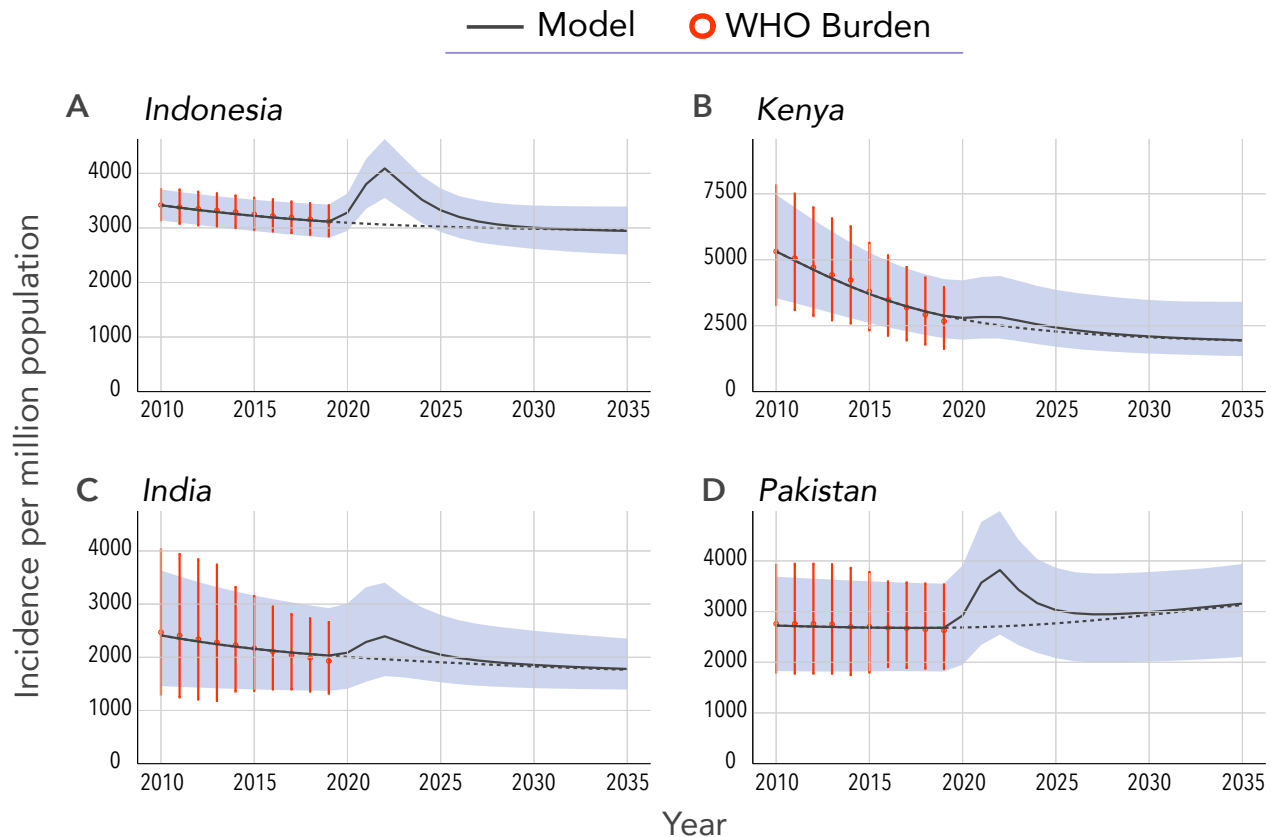 Model WHO Burden
A Indonesia
B Kenya
4000
3000
2000
1000
0
2010 2015 2020 2025 2030 2035
7500
5000
2500
0
2010 2015 2020 2025 2030 2035
C India
D Pakistan
4000
3000
2000
1000
0
2010 2015 2020 2025 2030 2035
4000
3000
2000
1000
0
2010 2015 2020 2025 2030 2035
Incidence per million population
Year